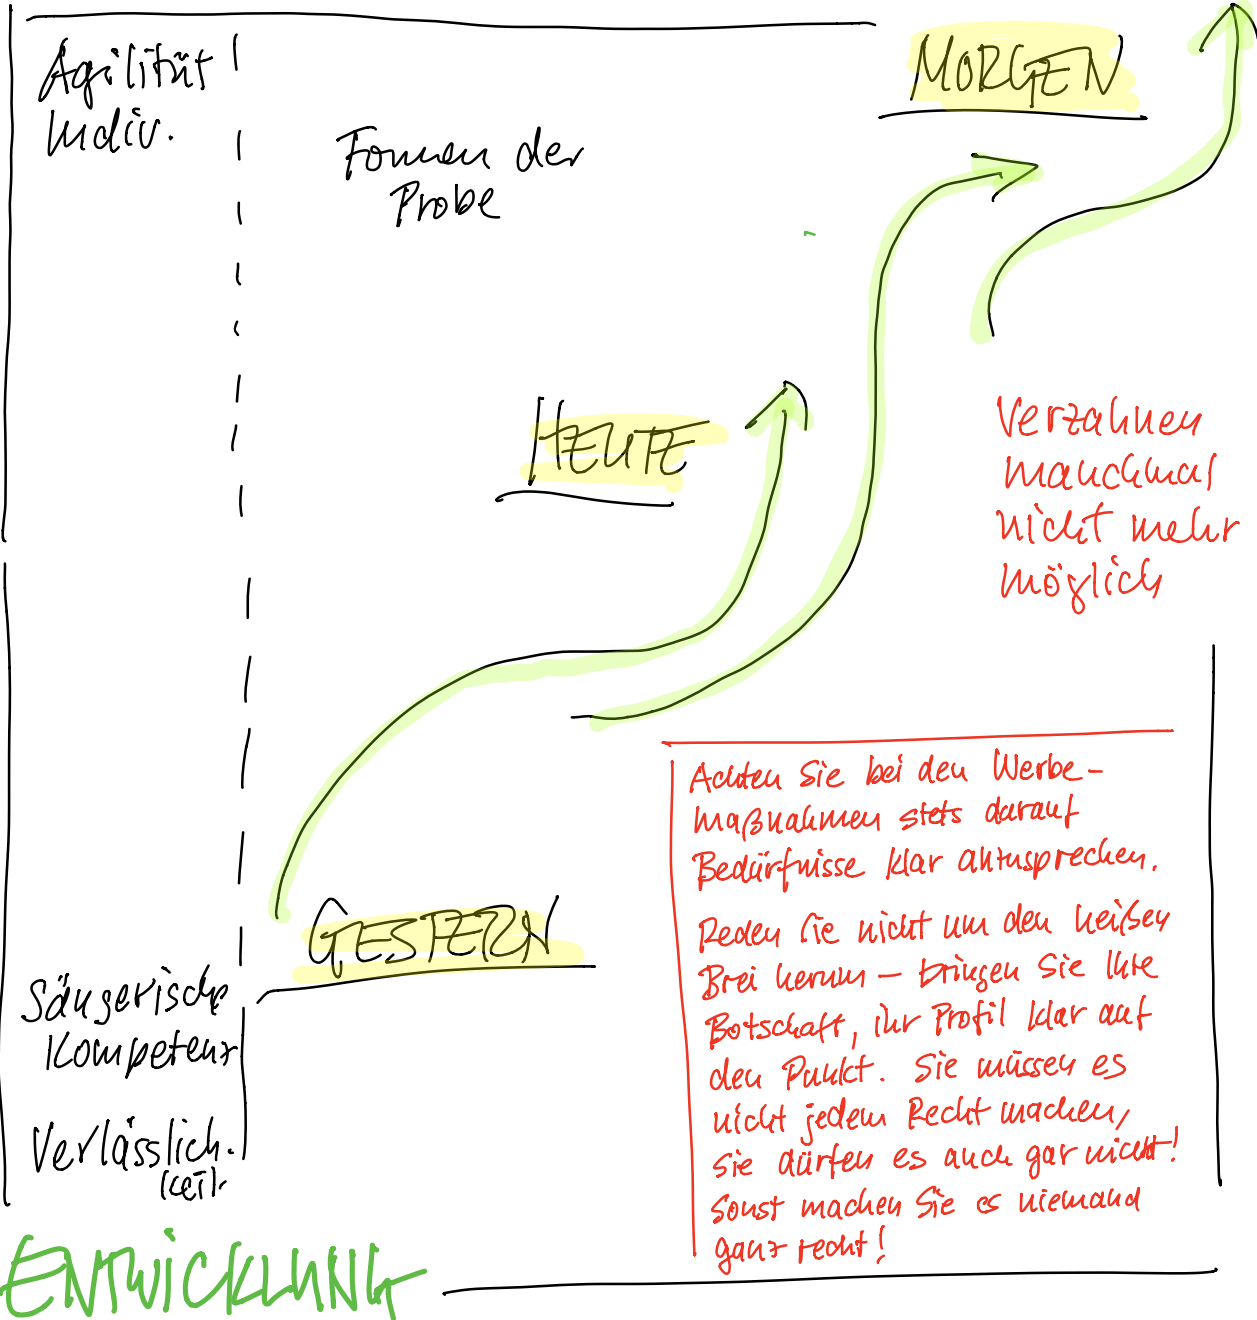 Agilität
Indiv.
Formen der
Probe
MORGEN
HEUTE
Verzahnen
manchmal
nicht mehr
möglich
GESTERN
Sängerische
Kompetenz
Verlässlich.
keit.
Achten Sie bei den Werbe-
maßnahmen stets darauf
Bedürfnisse klar anzusprechen.
Reden Sie nicht um den heißen
Brei herum – bringen Sie Ihre
Botschaft, ihr Profil klar auf
den Punkt. Sie müssen es
nicht jedem Recht machen,
sie dürfen es auch gar nicht!
Sonst machen Sie es niemand
ganz recht!
ENTWICKLUNG